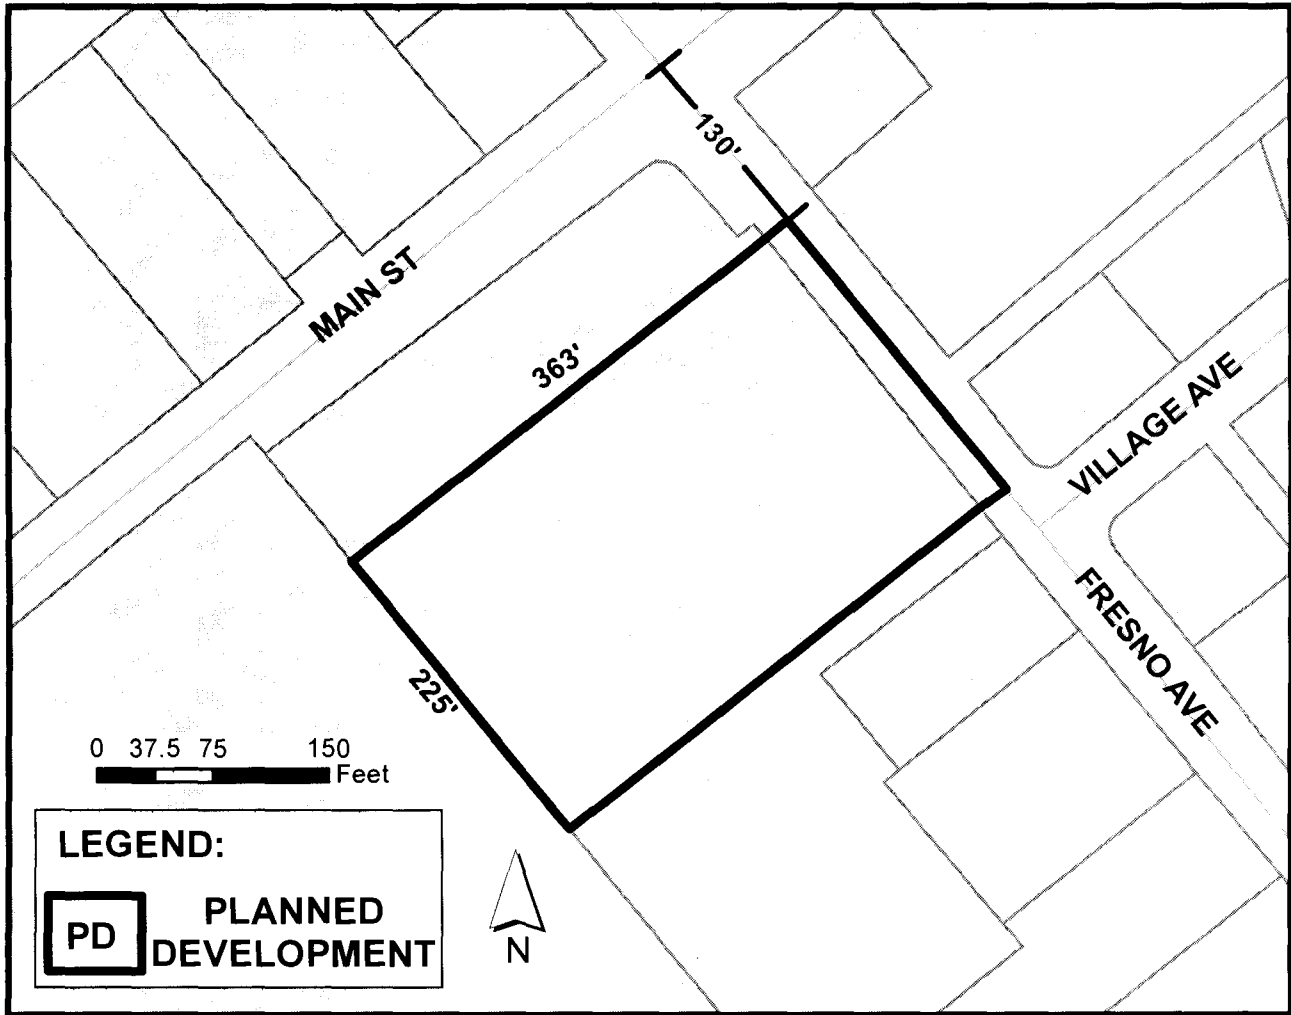 130'
MAIN ST
363'
VILLAGE AVE
FRESNO AVE
225'
0 37.5 75 150
Feet
LEGEND:
PD PLANNED
DEVELOPMENT
N